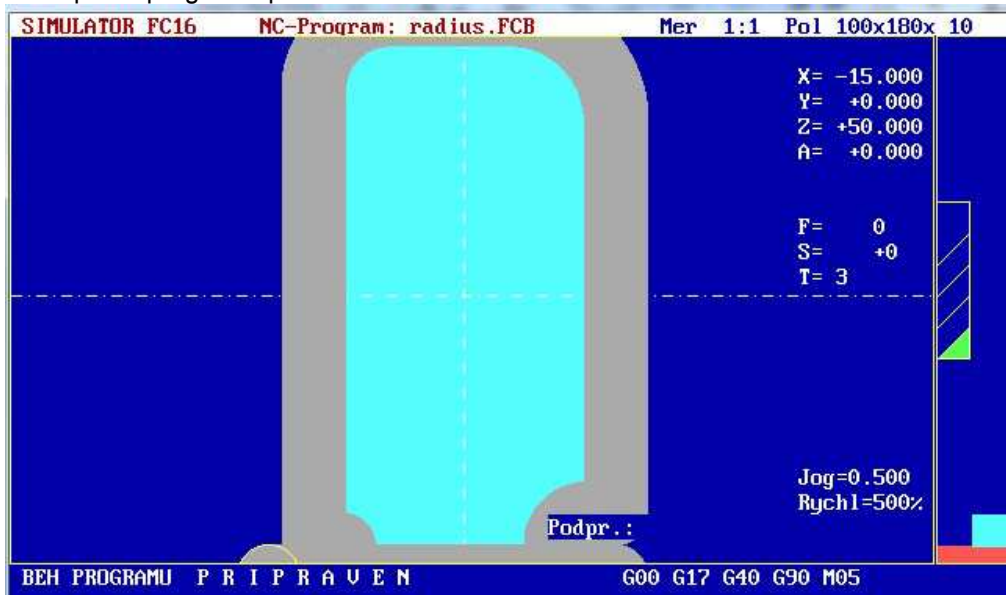 SIMULATOR FC16 NC-Program: radius.FCB Mer 1:1 Pol 100x180x 10
X= -15.000
Y= +0.000
Z= +50.000
A= +0.000
F= 0
S= +0
T= 3
Jog=0.500
Rychl=500%
Podpr.:
BEH PROGRAMU P R I P R A V E N G00 G17 G40 G90 M05